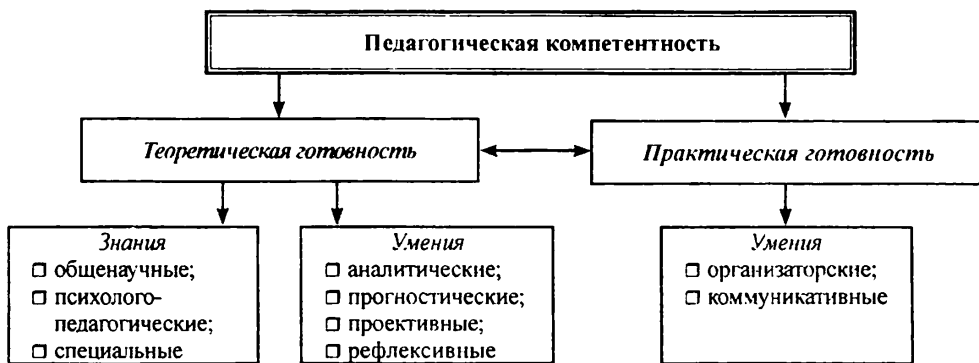 Педагогическая компетентность
Теоретическая готовность
Практическая готовность
Знания
❒ общенаучные;
❒ психолого-
педагогические;
❒ специальные
Умения
❒ аналитические;
❒ прогностические;
❒ проективные;
❒ рефлексивные
Умения
❒ организаторские;
❒ коммуникативные